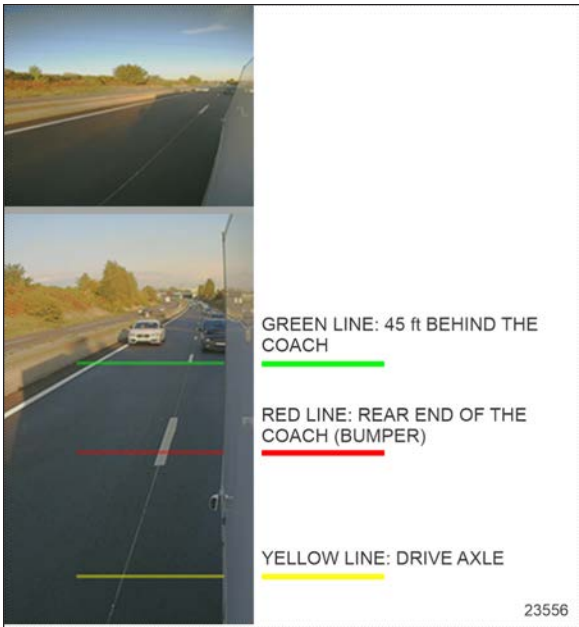 GREEN LINE: 45 ft BEHIND THE
COACH
RED LINE: REAR END OF THE
COACH (BUMPER)
YELLOW LINE: DRIVE AXLE
23556